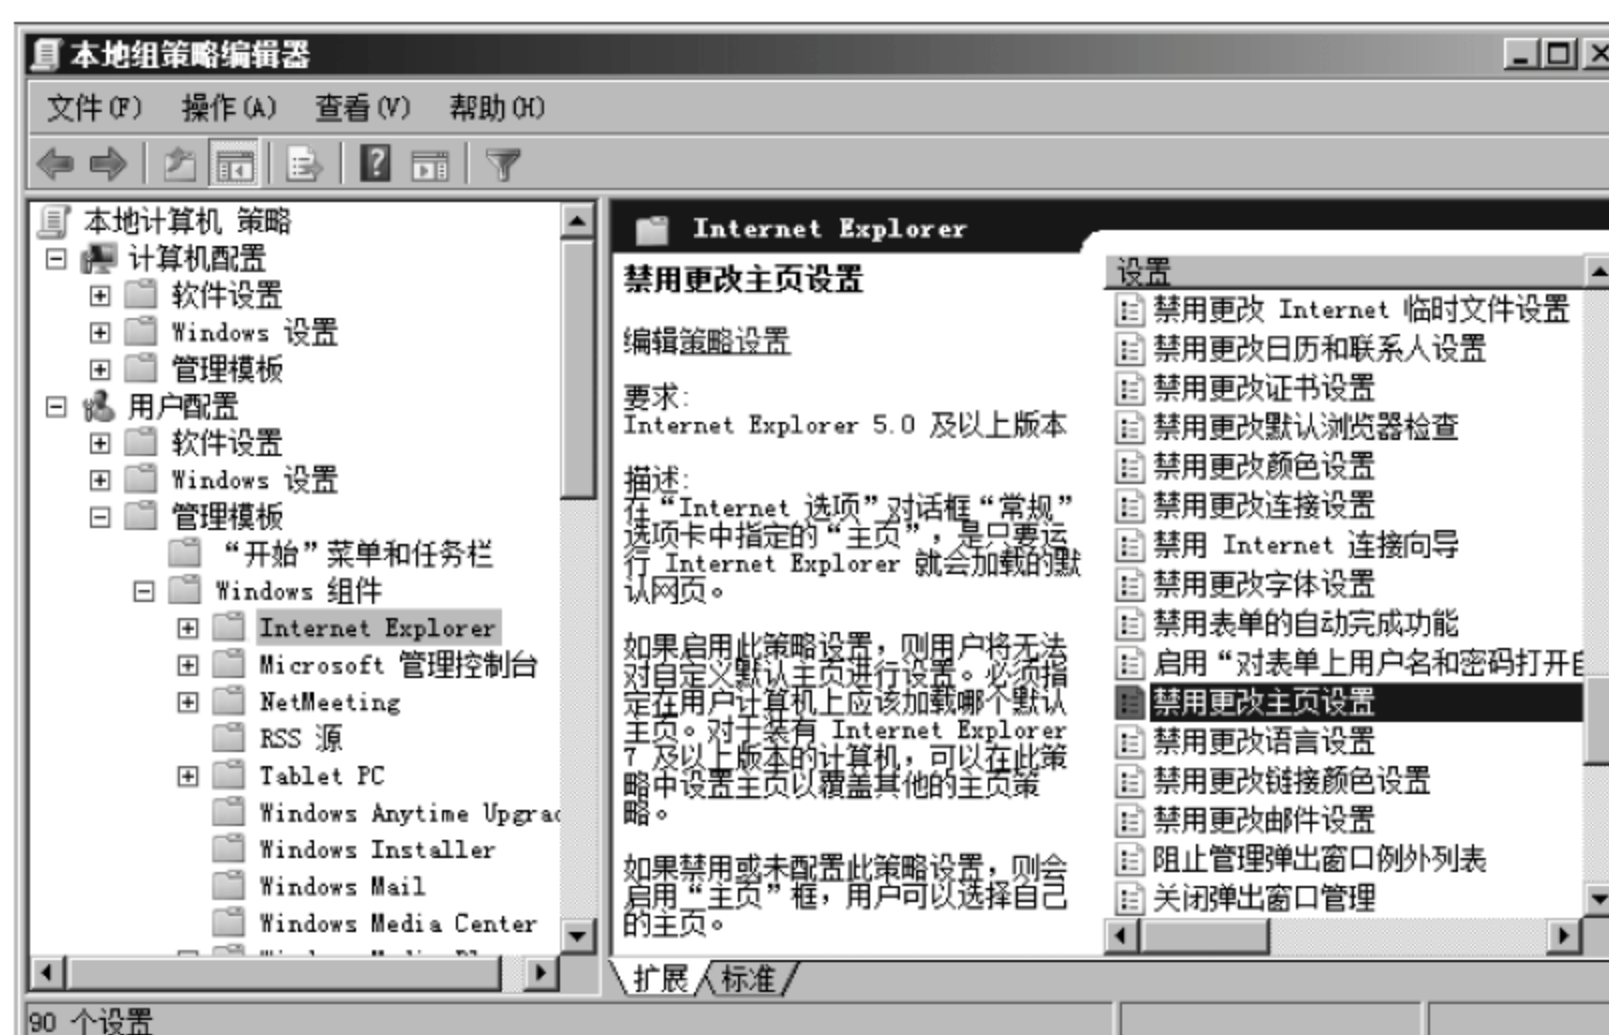 本地组策略编辑器
文件(F) 操作(A) 查看(V) 帮助(H)
本地计算机 策略
计算机配置
软件设置
Windows 设置
管理模板
用户配置
软件设置
Windows 设置
管理模板
“开始”菜单和任务栏
Windows 组件
Internet Explorer
Microsoft 管理控制台
NetMeeting
RSS 源
Tablet PC
Windows Anytime Upgrad
Windows Installer
Windows Mail
Windows Media Center
Internet Explorer
禁用更改主页设置
编辑策略设置
要求:
Internet Explorer 5.0 及以上版本
描述:
在“Internet 选项”对话框“常规”
选项卡中指定的“主页”，是只要运
行 Internet Explorer 就会加载的默
认网页。
如果启用此策略设置，则用户将无法
对自定义默认主页进行设置。必须指
定在用户计算机上应该加载哪个默认
主页。对于装有 Internet Explorer
7 及以上版本的计算机，可以在此策
略中设置主页以覆盖其他的主页策
略。
如果禁用或未配置此策略设置，则会
启用“主页”框，用户可以选择自己
的主页。
设置
禁用更改 Internet 临时文件设置
禁用更改日历和联系人设置
禁用更改证书设置
禁用更改默认浏览器检查
禁用更改颜色设置
禁用更改连接设置
禁用 Internet 连接向导
禁用更改字体设置
禁用表单的自动完成功能
启用“对表单上用户名和密码打开自
禁用更改主页设置
禁用更改语言设置
禁用更改链接颜色设置
禁用更改邮件设置
阻止管理弹出窗口例外列表
关闭弹出窗口管理
扩展 标准
90 个设置